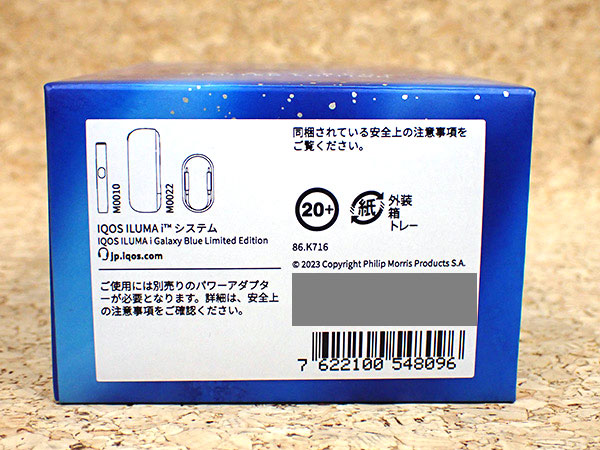 M0010
M0022
IQOS ILUMA i™ システム
IQOS ILUMA i Galaxy Blue Limited Edition
jp.iqos.com
ご使用には別売りのパワーアダプタ
ーが必要となります。詳細は、安全上
の注意事項をご確認ください。
同梱されている安全上の注意事項を
ご覧ください。
20+
紙
外装
箱
トレー
86.K716
© 2023 Copyright Philip Morris Products S.A.
7 622100 548096